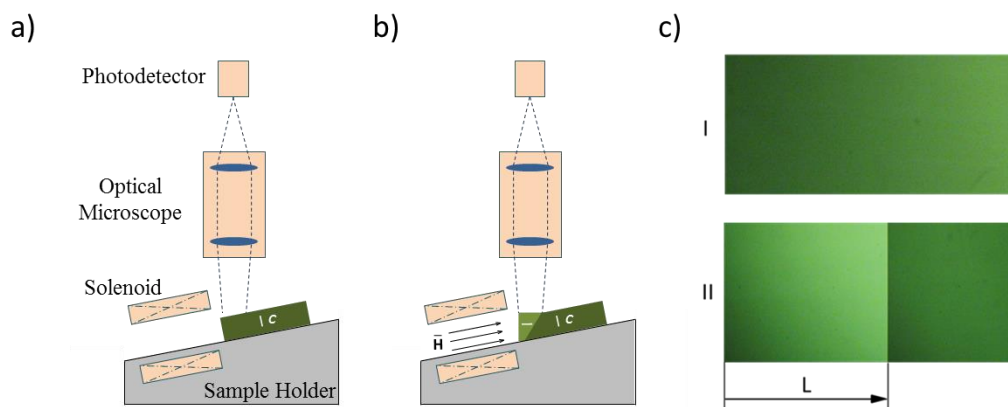 a)
b)
c)
Photodetector
Optical
Microscope
Solenoid
c
Sample Holder
H
c
I
II
L